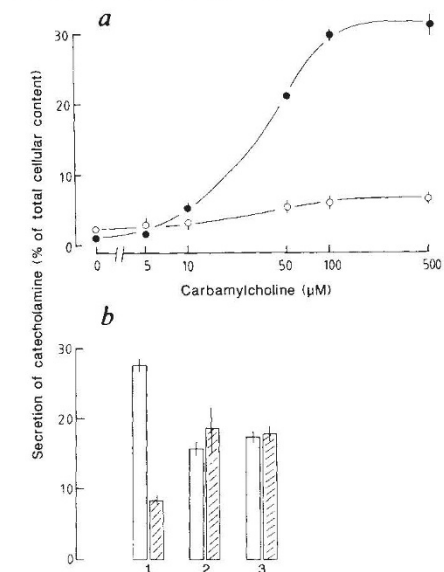 a
30
20
10
0
0 5 10 50 100 500
Carbamylcholine (μM)
Secretion of catecholamine (% of total cellular content)
b
30
20
10
0
1 2 3